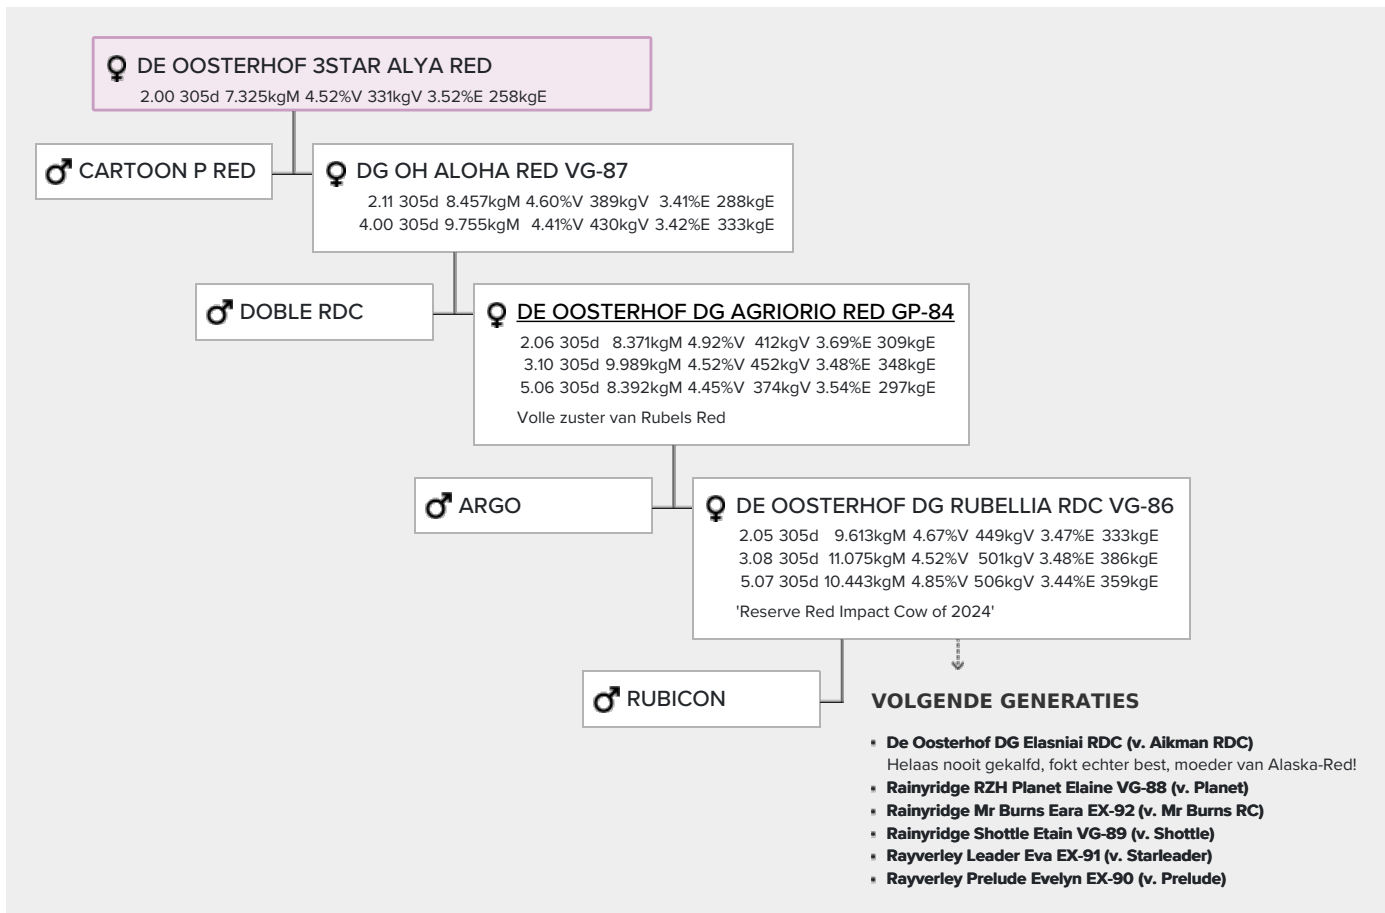 DE OOSTERHOF 3STAR ALYA RED
2.00 305d 7.325kgM 4.52%V 331kgV 3.52%E 258kgE
CARTOON P RED
DG OH ALOHA RED VG-87
2.11 305d 8.457kgM 4.60%V 389kgV 3.41%E 288kgE
4.00 305d 9.755kgM 4.41%V 430kgV 3.42%E 333kgE
DOBLE RDC
DE OOSTERHOF DG AGRIORIO RED GP-84
2.06 305d 8.371kgM 4.92%V 412kgV 3.69%E 309kgE
3.10 305d 9.989kgM 4.52%V 452kgV 3.48%E 348kgE
5.06 305d 8.392kgM 4.45%V 374kgV 3.54%E 297kgE
Volle zuster van Rubels Red
ARGO
DE OOSTERHOF DG RUBELLIA RDC VG-86
2.05 305d 9.613kgM 4.67%V 449kgV 3.47%E 333kgE
3.08 305d 11.075kgM 4.52%V 501kgV 3.48%E 386kgE
5.07 305d 10.443kgM 4.85%V 506kgV 3.44%E 359kgE
'Reserve Red Impact Cow of 2024'
RUBICON
VOLGENDE GENERATIES
De Oosterhof DG Elasniai RDC (v. Aikman RDC)
Helaas nooit gekalfd, fokt echter best, moeder van Alaska-Red!
Rainyridge RZH Planet Elaine VG-88 (v. Planet)
Rainyridge Mr Burns Eara EX-92 (v. Mr Burns RC)
Rainyridge Shottle Etain VG-89 (v. Shottle)
Rayverley Leader Eva EX-91 (v. Starleader)
Rayverley Prelude Evelyn EX-90 (v. Prelude)